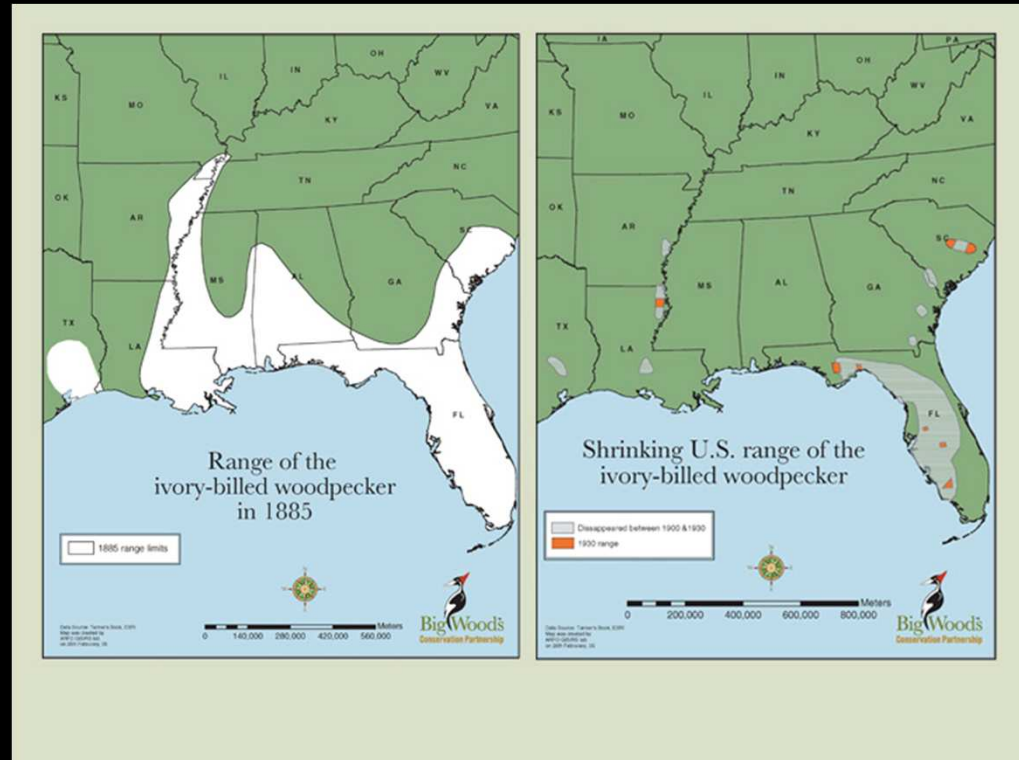 OH
IL
IN
WV
KS
MO
VA
KY
NC
TN
OK
AR
SC
MS
AL
GA
TX
LA
FL
Range of the
ivory-billed woodpecker
in 1885
1885 range limits
Meters
0 140,000 280,000 420,000 560,000
Big Woods
Conservation Partnership
IA
PA
OH
IL
IN
WV
KS
MO
VA
KY
NC
TN
OK
AR
SC
MS
AL
GA
TX
LA
FL
Shrinking U.S. range of the
ivory-billed woodpecker
Disappeared between 1900 &1930
1930 range
Meters
0 200,000 400,000 600,000 800,000
Big Woods
Conservation Partnership